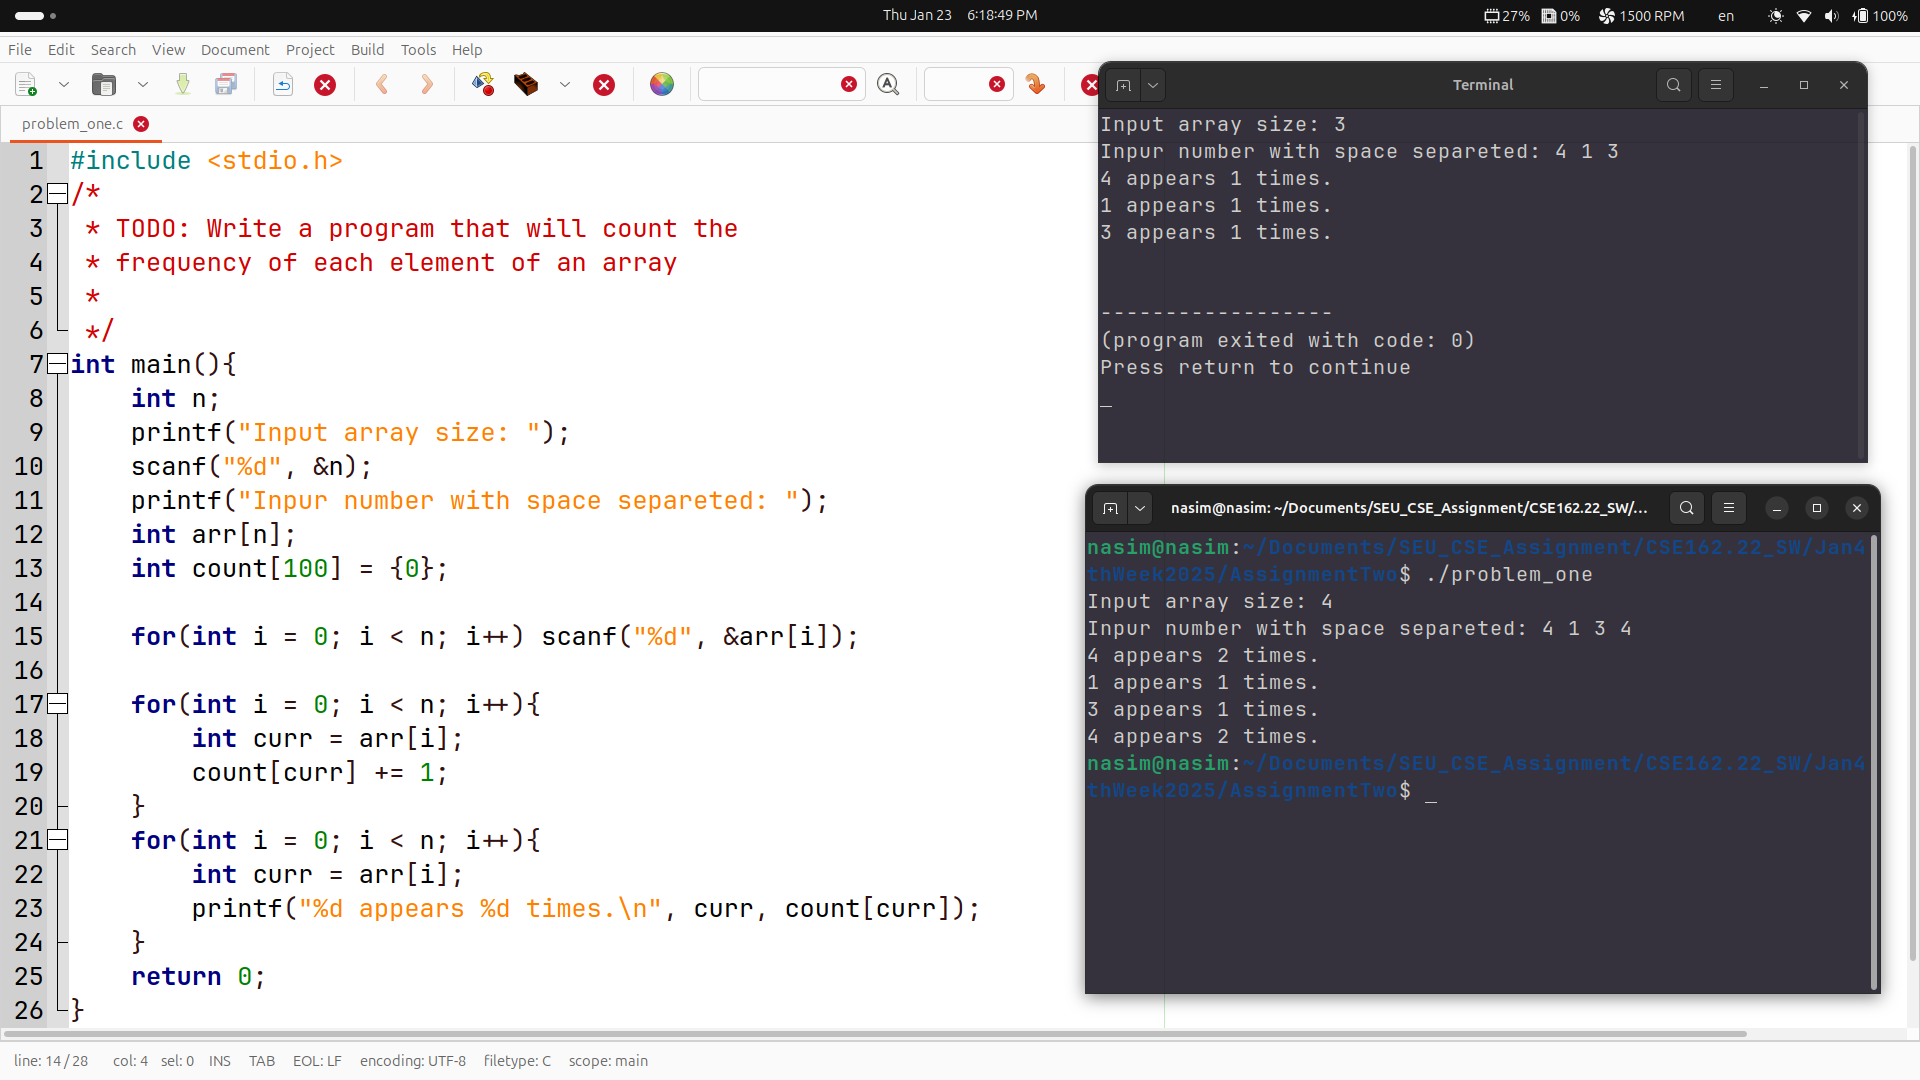 Thu Jan 23 6:18:49 PM
27% 0% 1500 RPM en 100%
File Edit Search View Document Project Build Tools Help
problem_one.c
1 #include <stdio.h>
2 /*
3 * TODO: Write a program that will count the
4 * frequency of each element of an array
5 *
6 */
7 int main(){
8 int n;
9 printf("Input array size: ");
10 scanf("%d", &n);
11 printf("Inpur number with space separeted: ");
12 int arr[n];
13 int count[100] = {0};
14
15 for(int i = 0; i < n; i++) scanf("%d", &arr[i]);
16
17 for(int i = 0; i < n; i++){
18 int curr = arr[i];
19 count[curr] += 1;
20 }
21 for(int i = 0; i < n; i++){
22 int curr = arr[i];
23 printf("%d appears %d times.\n", curr, count[curr]);
24 }
25 return 0;
26 }
line: 14 / 28 col: 4 sel: 0 INS TAB EOL: LF encoding: UTF-8 filetype: C scope: main
Terminal
Input array size: 3
Inpur number with space separeted: 4 1 3
4 appears 1 times.
1 appears 1 times.
3 appears 1 times.
------------------
(program exited with code: 0)
Press return to continue
_
nasim@nasim: ~/Documents/SEU_CSE_Assignment/CSE162.22_SW/...
nasim@nasim:~/Documents/SEU_CSE_Assignment/CSE162.22_SW/Jan4
thWeek2025/AssignmentTwo$ ./problem_one
Input array size: 4
Inpur number with space separeted: 4 1 3 4
4 appears 2 times.
1 appears 1 times.
3 appears 1 times.
4 appears 2 times.
nasim@nasim:~/Documents/SEU_CSE_Assignment/CSE162.22_SW/Jan4
thWeek2025/AssignmentTwo$ _